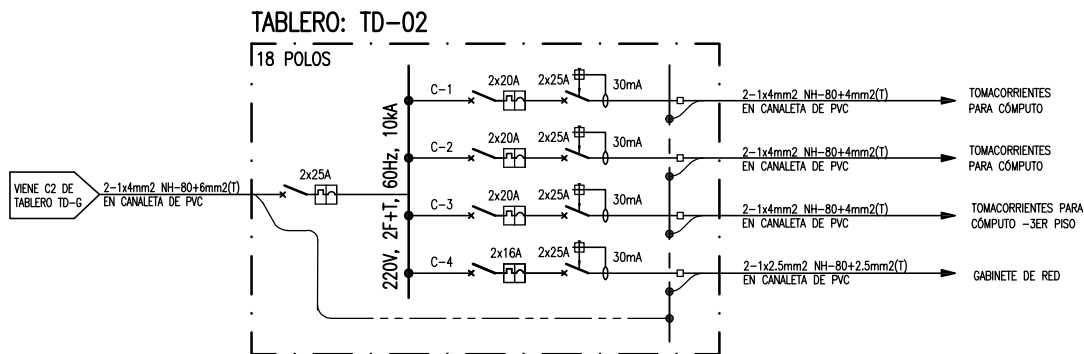 TABLERO: TD-02
18 POLOS
VIENE C2 DE
TABLERO TD-G
2-1x4mm2 NH-80+6mm2(T)
EN CANALETA DE PVC
2x25A
220V, 2F+T, 60Hz, 10kA
C-1
2x20A
2x25A
30mA
2-1x4mm2 NH-80+4mm2(T)
EN CANALETA DE PVC
TOMACORRIENTES
PARA CÓMPUTO
C-2
2x20A
2x25A
30mA
2-1x4mm2 NH-80+4mm2(T)
EN CANALETA DE PVC
TOMACORRIENTES
PARA CÓMPUTO
C-3
2x20A
2x25A
30mA
2-1x4mm2 NH-80+4mm2(T)
EN CANALETA DE PVC
TOMACORRIENTES PARA
CÓMPUTO -3ER PISO
C-4
2x16A
2x25A
30mA
2-1x2.5mm2 NH-80+2.5mm2(T)
EN CANALETA DE PVC
GABINETE DE RED